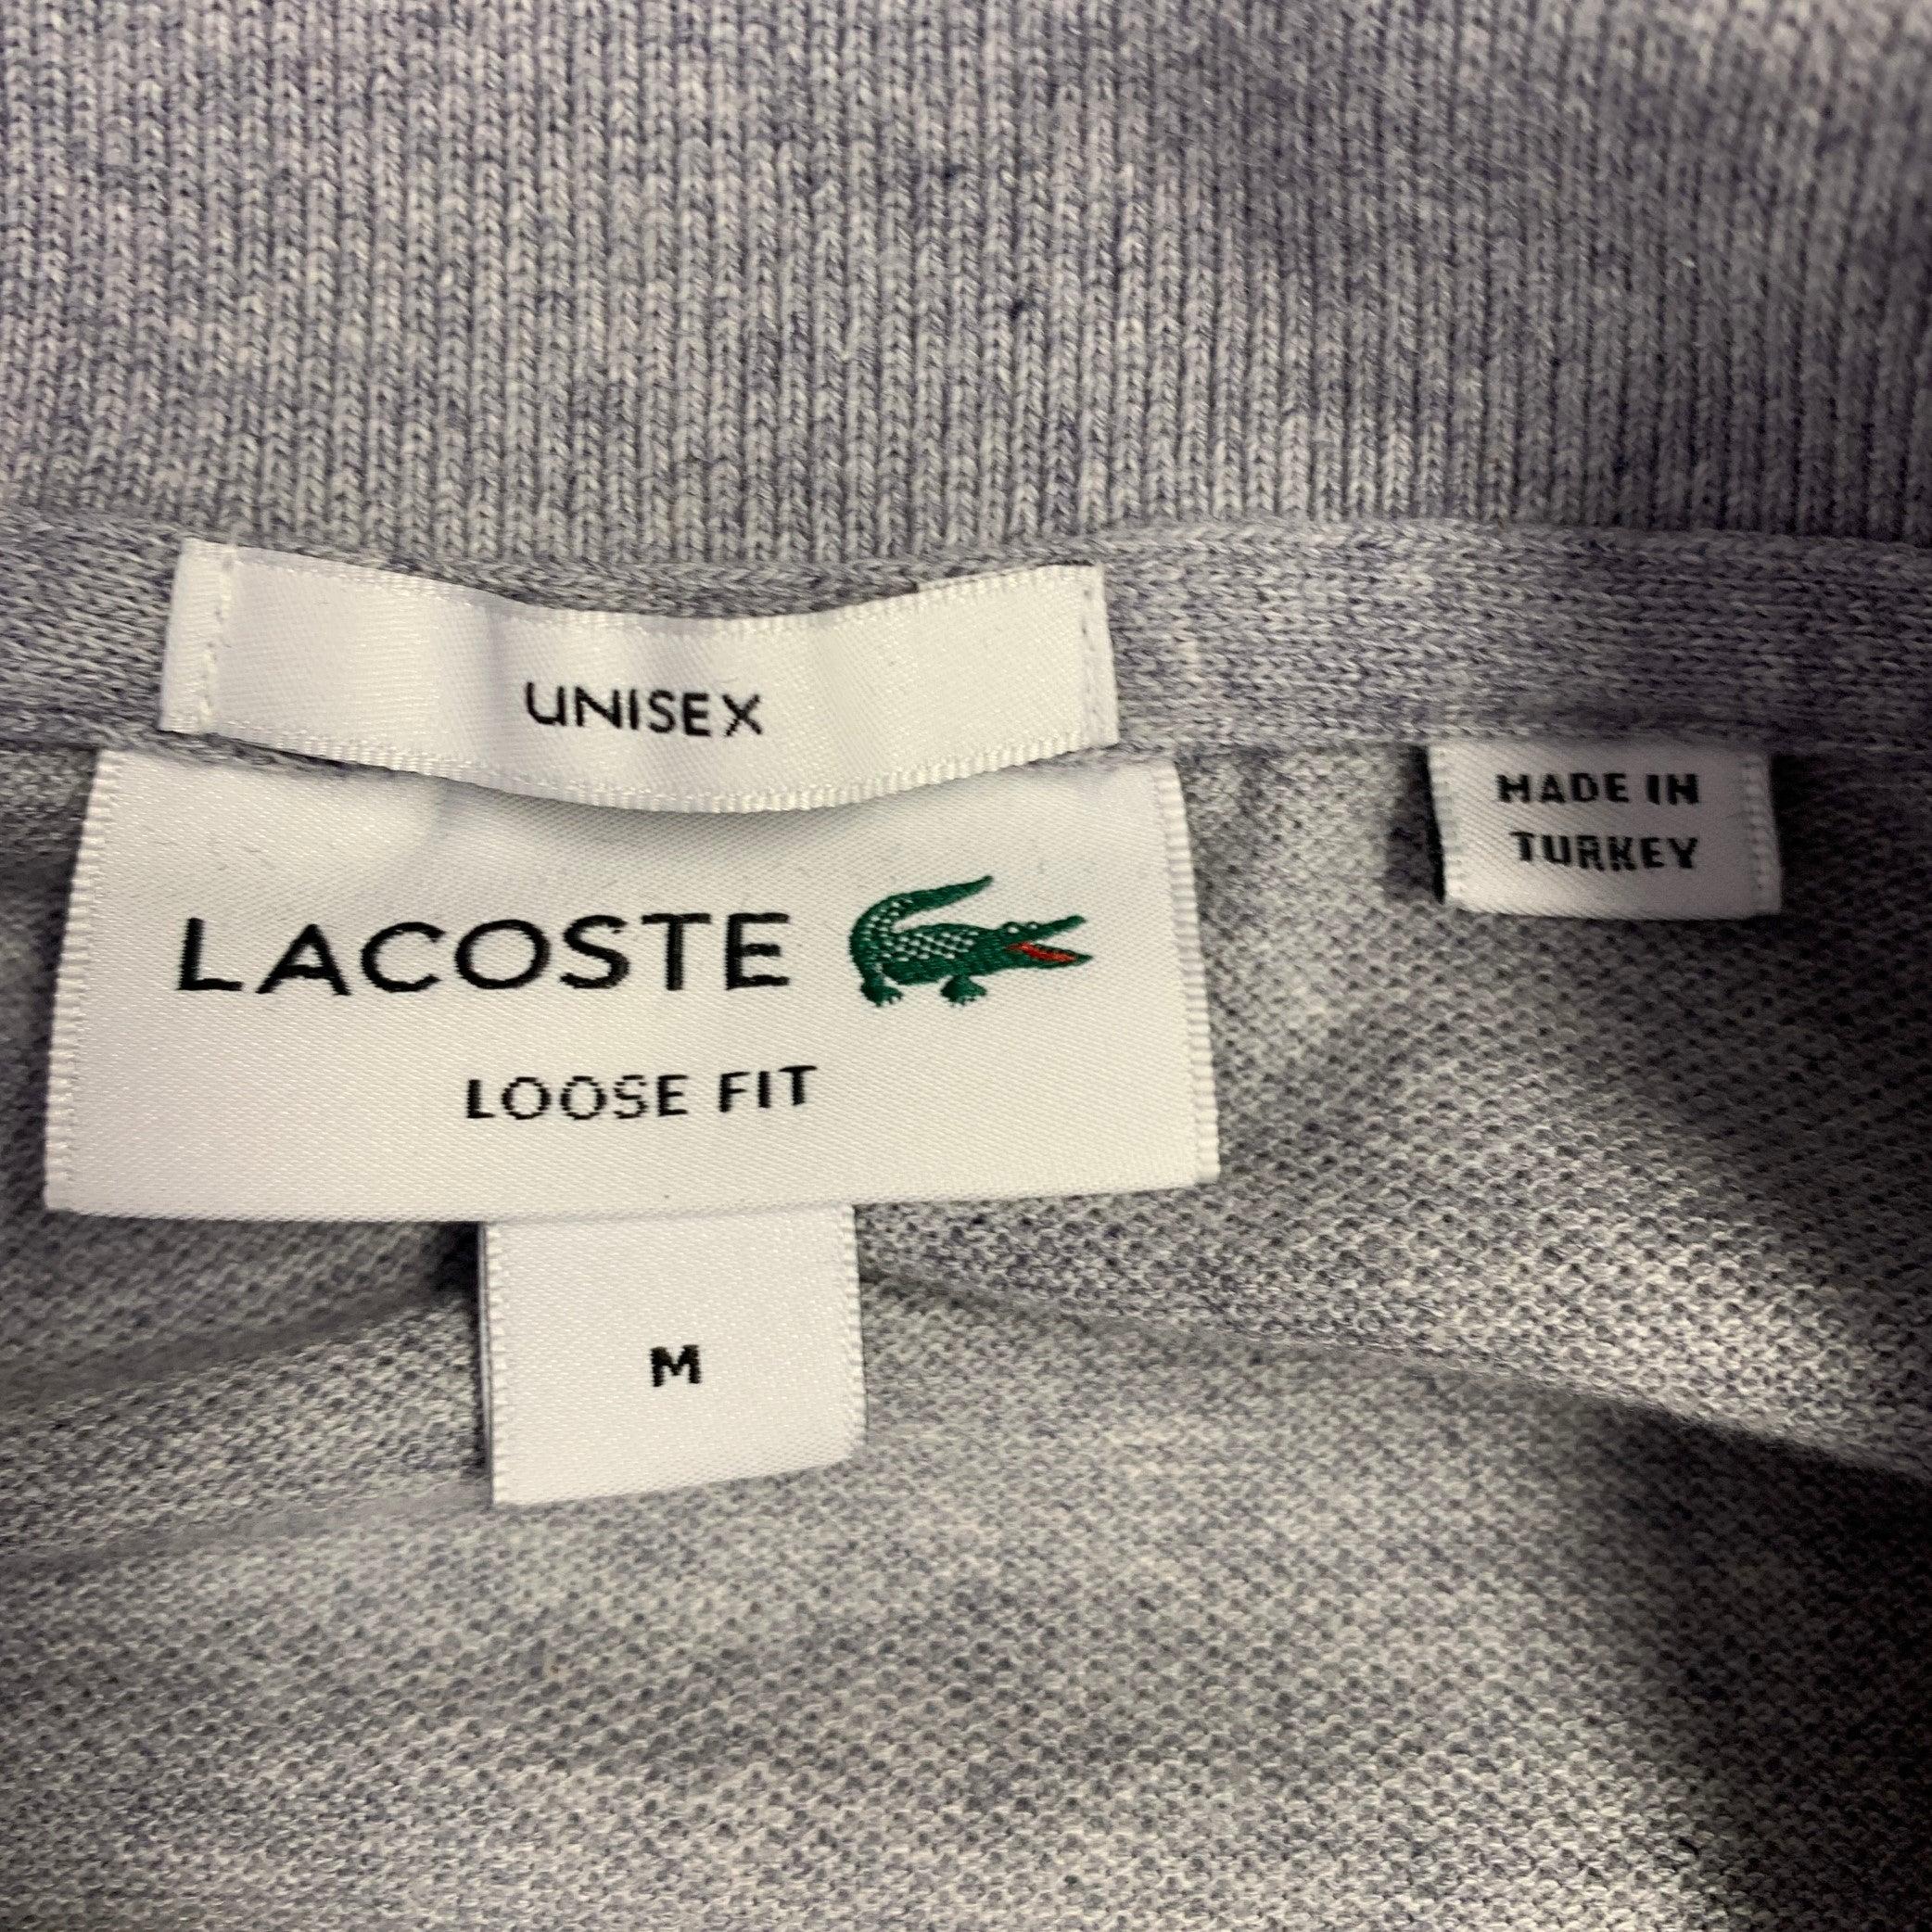 UNISEX
LACOSTE
LOOSE FIT
M
MADE IN
TURKEY